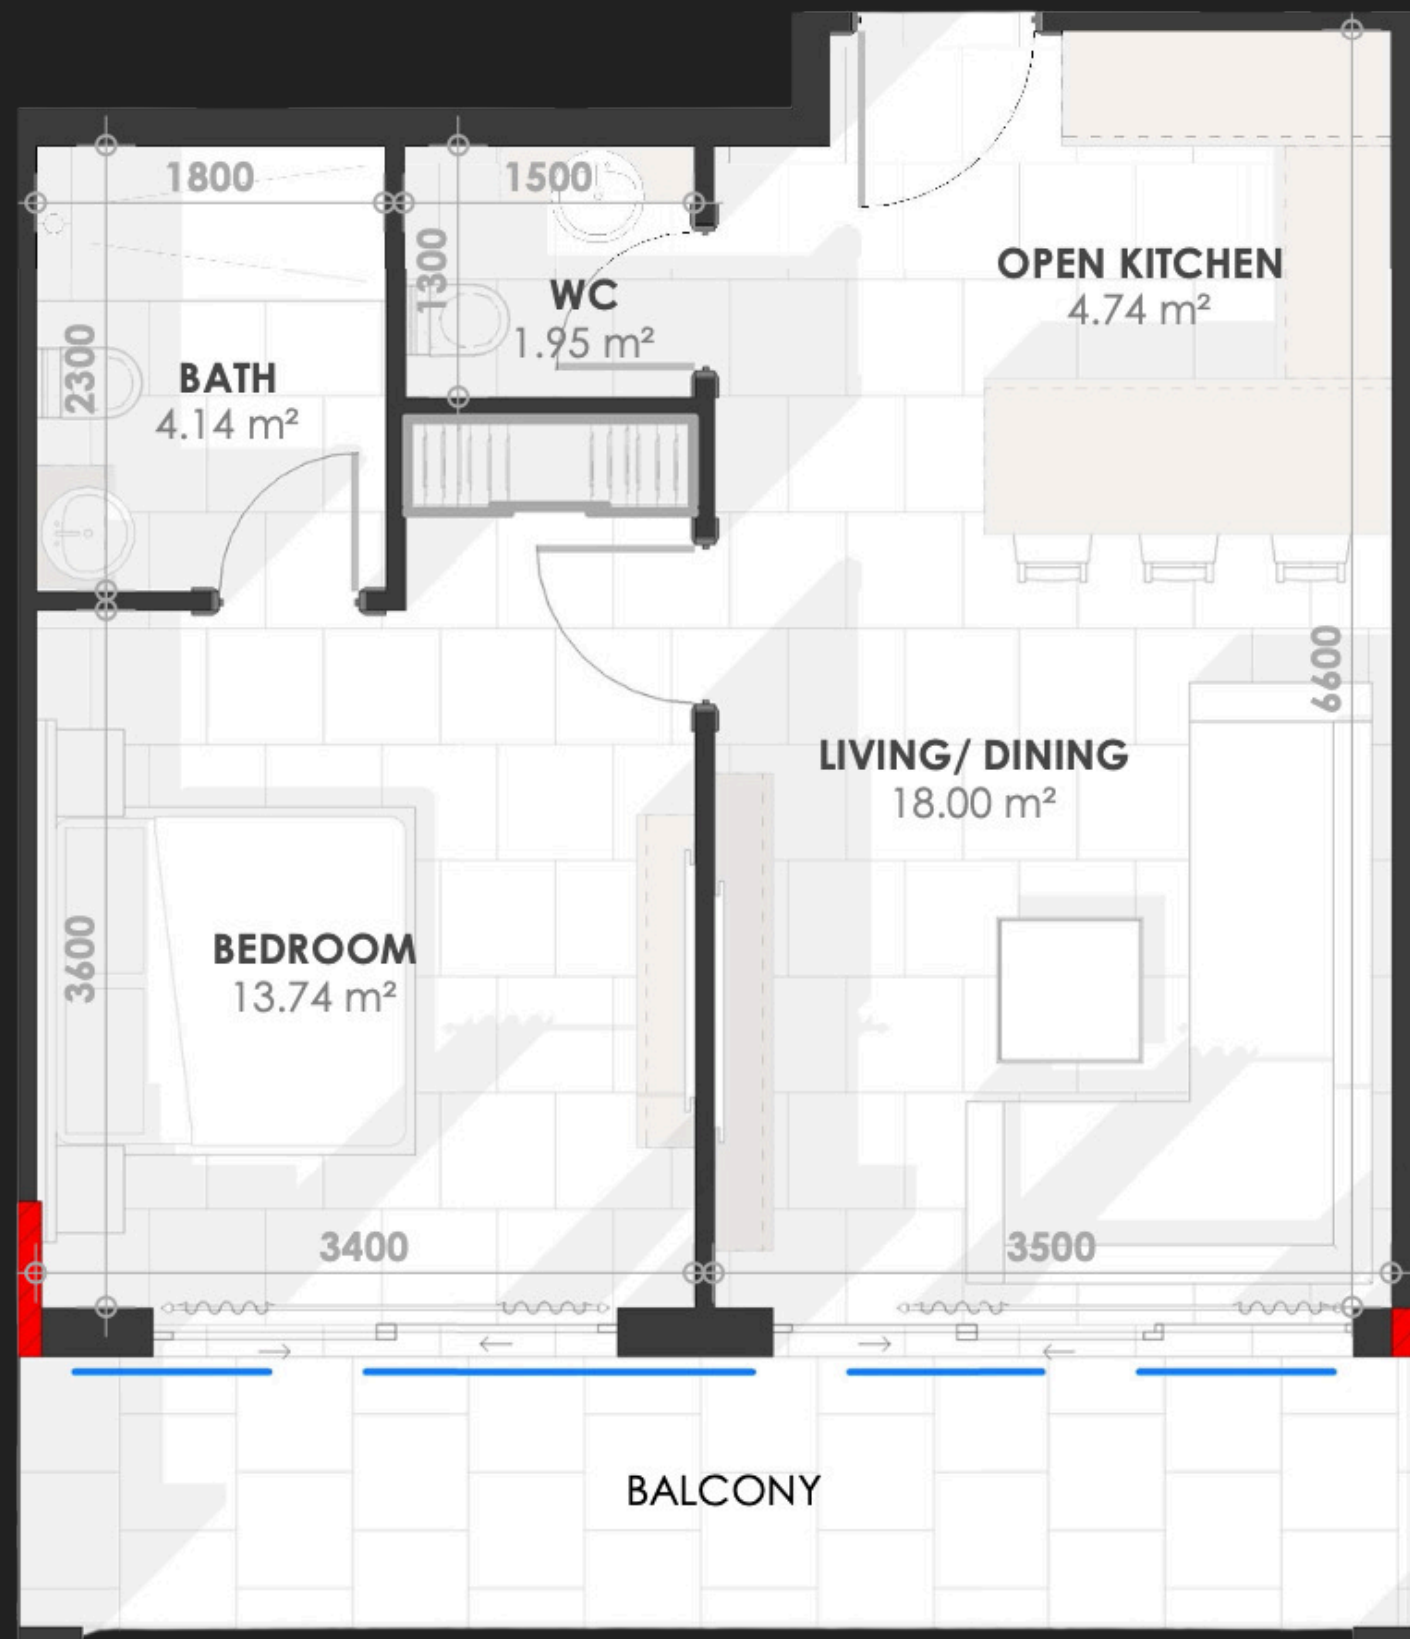 1800
1500
1300
WC
1.95 m²
OPEN KITCHEN
4.74 m²
2300
BATH
4.14 m²
6600
LIVING/ DINING
18.00 m²
3600
BEDROOM
13.74 m²
3400
3500
BALCONY